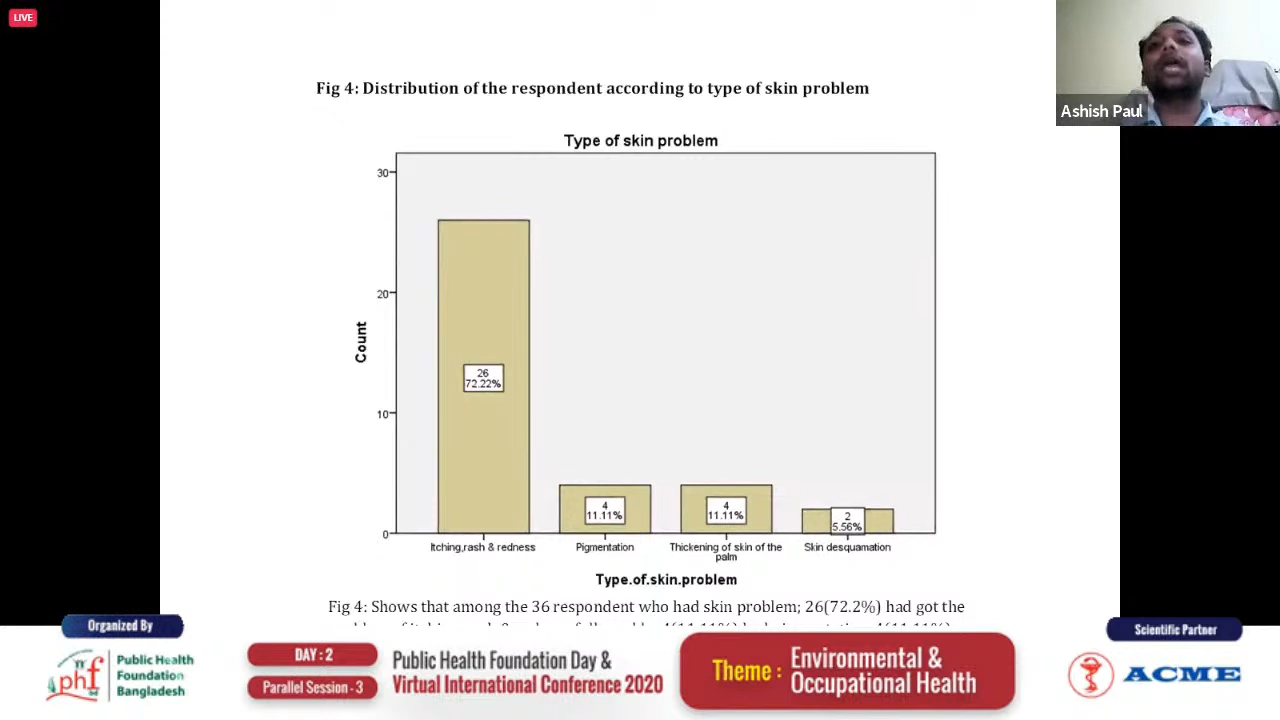 LIVE
Ashish Paul
Fig 4: Distribution of the respondent according to type of skin problem
Type of skin problem
Count
30
20
10
0
26
72.22%
4
11.11%
4
11.11%
2
5.56%
Itching,rash & redness
Pigmentation
Thickening of skin of the
palm
Skin desquamation
Type.of.skin.problem
Fig 4: Shows that among the 36 respondent who had skin problem; 26(72.2%) had got the
Organized By
phf
Public Health
Foundation
Bangladesh
DAY : 2
Parallel Session - 3
Public Health Foundation Day &
Virtual International Conference 2020
Theme :
Environmental &
Occupational Health
Scientific Partner
ACME